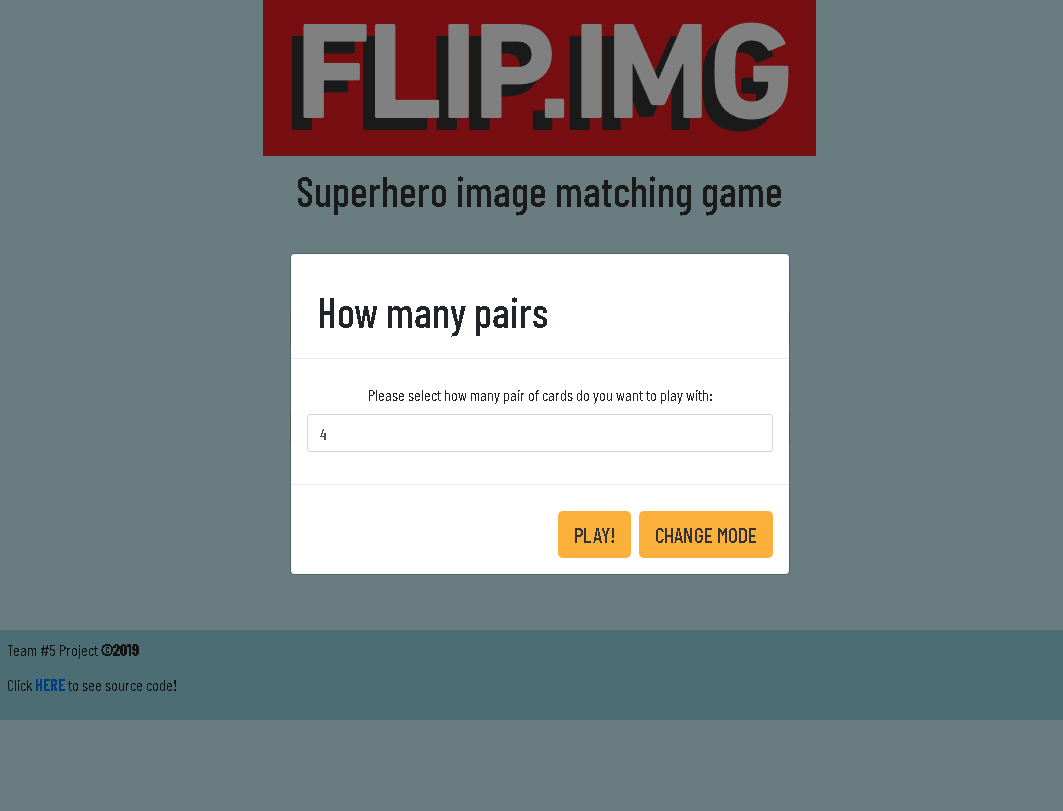 FLIP.IMG
Superhero image matching game
How many pairs
Please select how many pair of cards do you want to play with:
4
PLAY! CHANGE MODE
Team #5 Project ©2019
Click HERE to see source code!